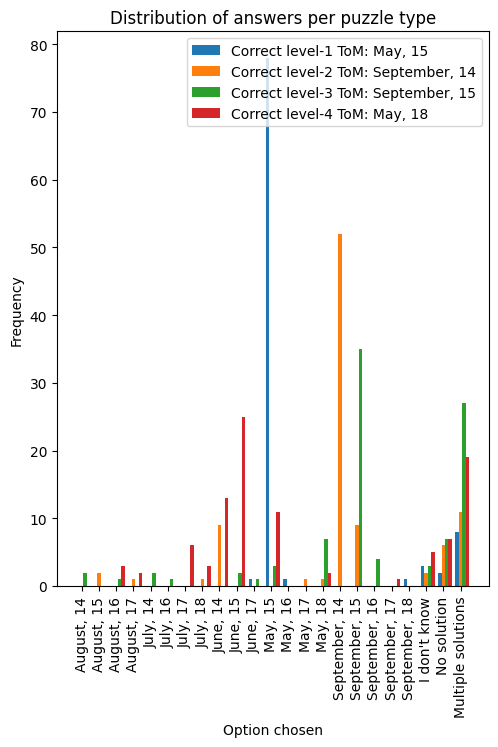 Distribution of answers per puzzle type
Correct level-1 ToM: May, 15
Correct level-2 ToM: September, 14
Correct level-3 ToM: September, 15
Correct level-4 ToM: May, 18
Frequency
80
70
60
50
40
30
20
10
0
August, 14
August, 15
August, 16
August, 17
July, 14
July, 16
July, 17
July, 18
June, 14
June, 15
June, 17
May, 15
May, 16
May, 17
May, 18
September, 14
September, 15
September, 16
September, 17
September, 18
I don't know
No solution
Multiple solutions
Option chosen